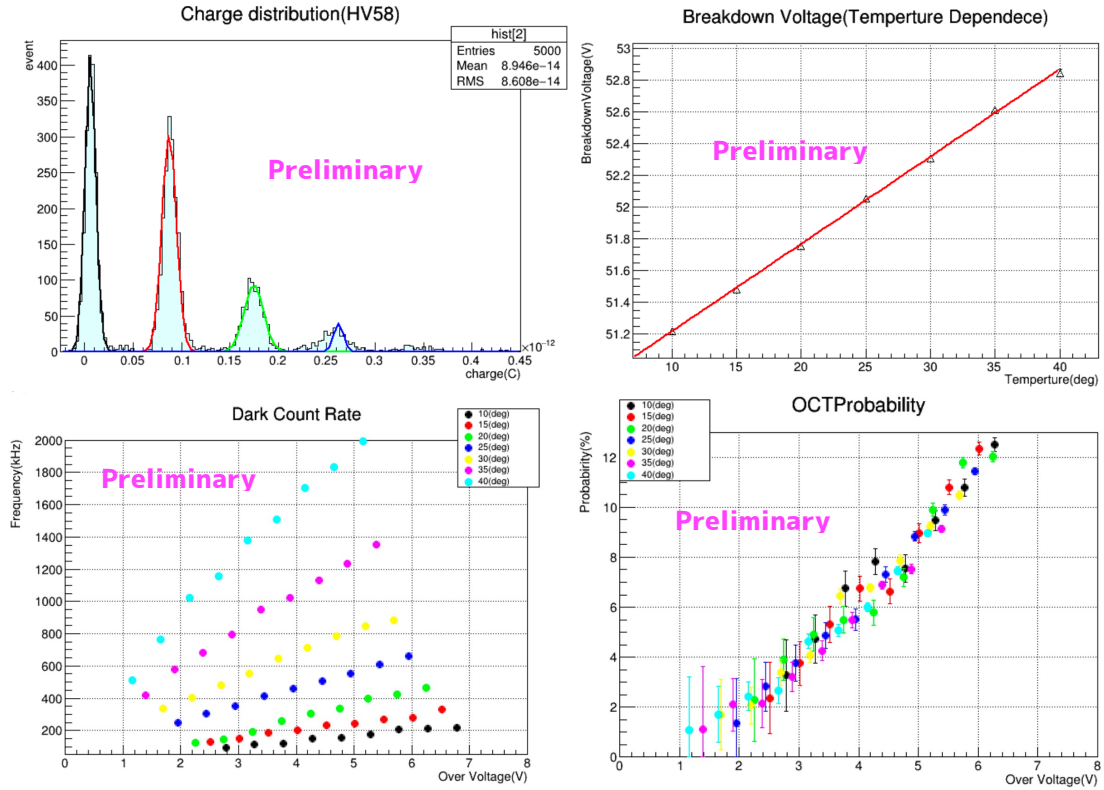 Charge distribution(HV58)
event
hist[2]
Entries 5000
Mean 8.946e-14
RMS 8.608e-14
400
350
300
250
200
150
100
50
0
Preliminary
0 0.05 0.1 0.15 0.2 0.25 0.3 0.35 0.4 0.45
×10-12
charge(C)
Breakdown Voltage(Temperture Dependece)
BreakdownVoltage(V)
53
52.8
52.6
52.4
52.2
52
51.8
51.6
51.4
51.2
Preliminary
10 15 20 25 30 35 40
Temperture(deg)
Dark Count Rate
10(deg)
15(deg)
20(deg)
25(deg)
30(deg)
35(deg)
40(deg)
Frequency(kHz)
2000
1800
1600
1400
1200
1000
800
600
400
200
Preliminary
0 1 2 3 4 5 6 7 8
Over Voltage(V)
OCTProbability
10(deg)
15(deg)
20(deg)
25(deg)
30(deg)
35(deg)
40(deg)
Probabirity(%)
12
10
8
6
4
2
0
Preliminary
0 1 2 3 4 5 6 7 8
Over Voltage(V)